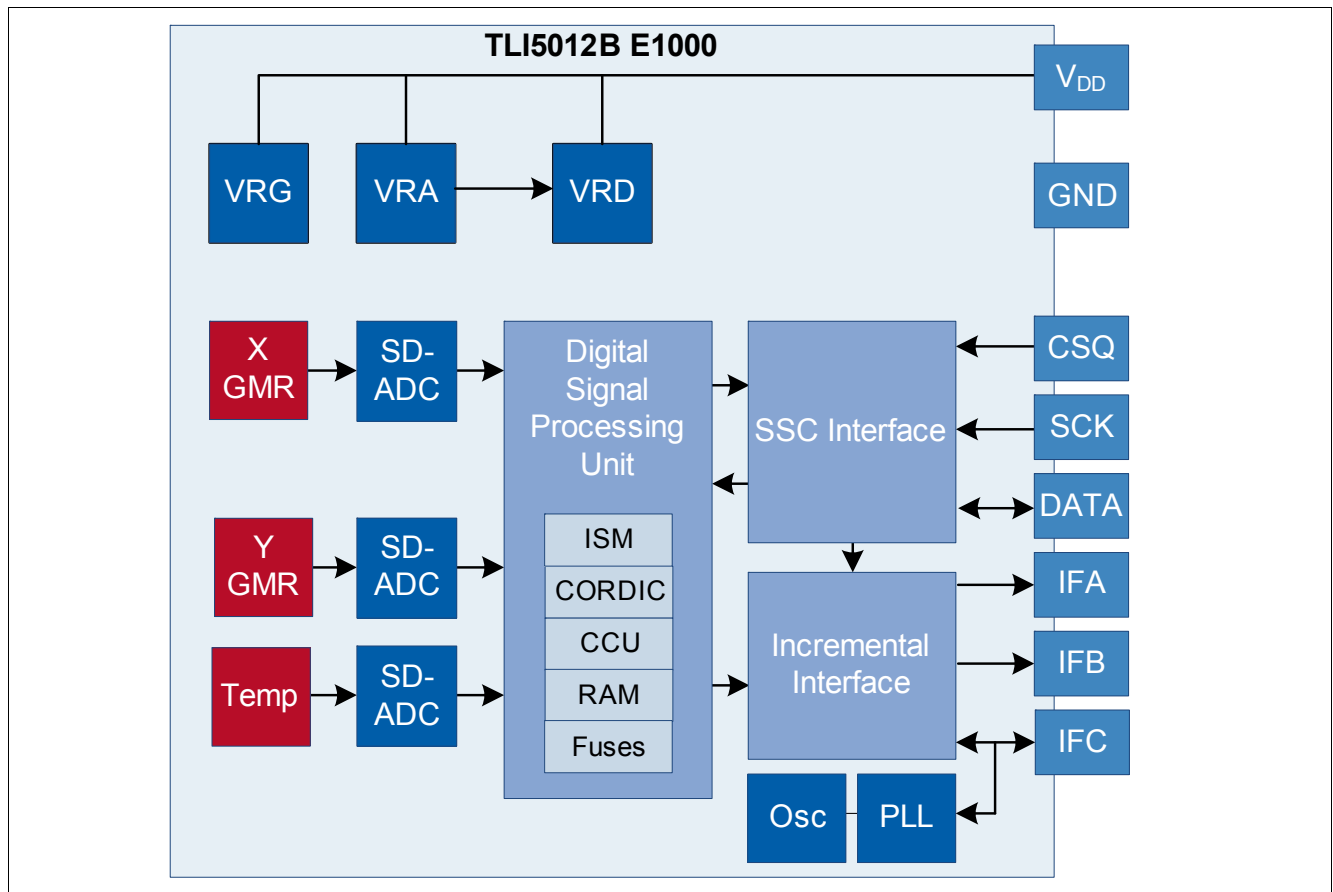 TLI5012B E1000
VDD
VRG
VRA
VRD
GND
X
GMR
SD-
ADC
Digital
Signal
Processing
Unit
SSC Interface
CSQ
SCK
DATA
Y
GMR
SD-
ADC
ISM
CORDIC
CCU
RAM
Fuses
Temp
SD-
ADC
Incremental
Interface
IFA
IFB
IFC
Osc
PLL